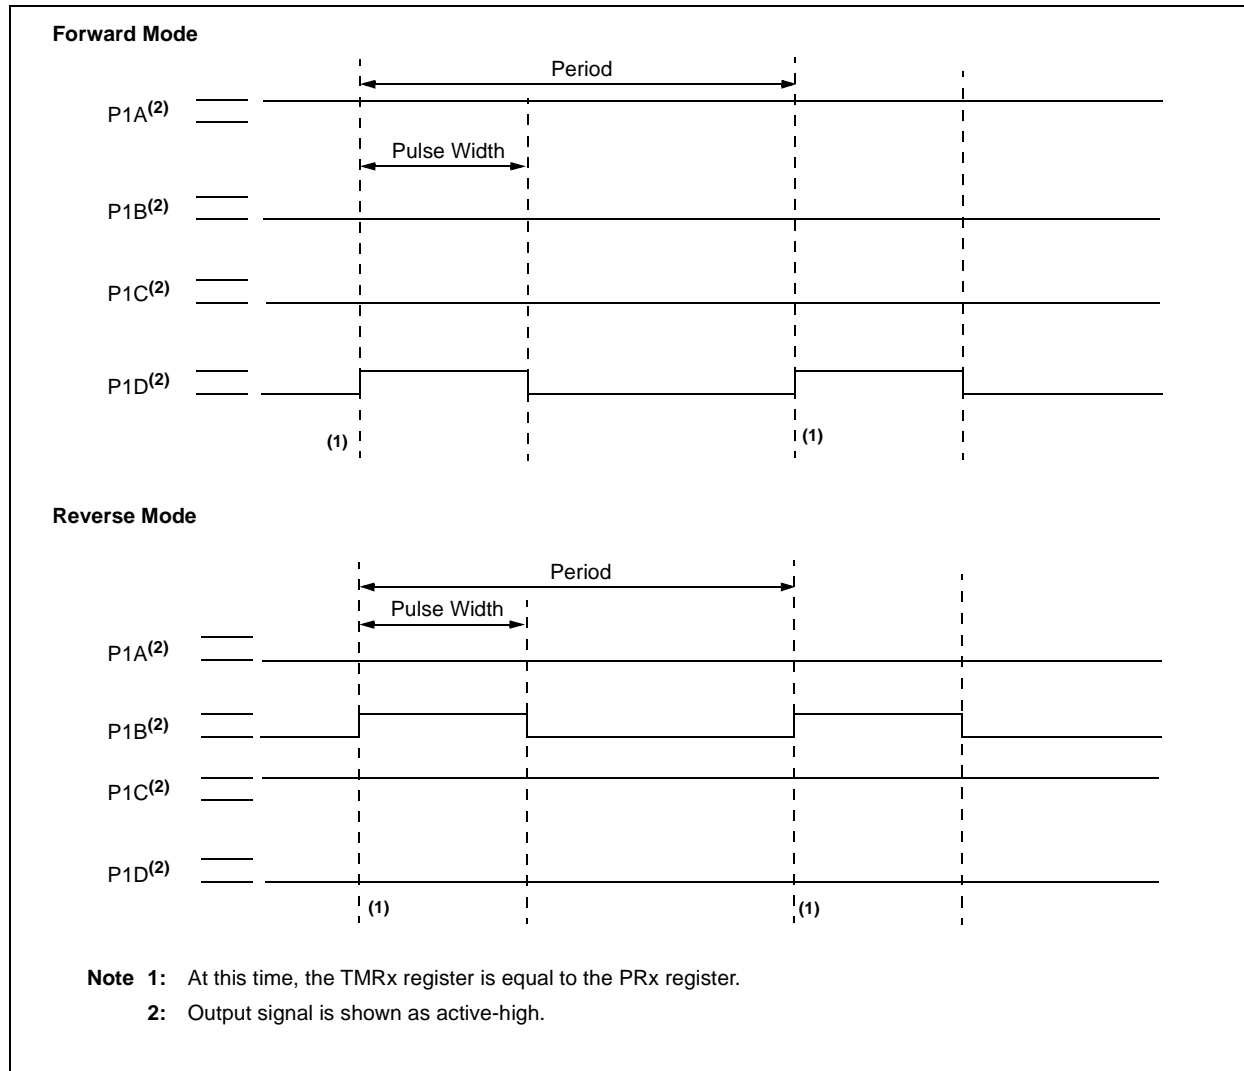 Forward Mode
Period
P1A(2)
Pulse Width
P1B(2)
P1C(2)
P1D(2)
(1)
(1)
Reverse Mode
Period
Pulse Width
P1A(2)
P1B(2)
P1C(2)
P1D(2)
(1)
(1)
Note 1: At this time, the TMRx register is equal to the PRx register.
2: Output signal is shown as active-high.